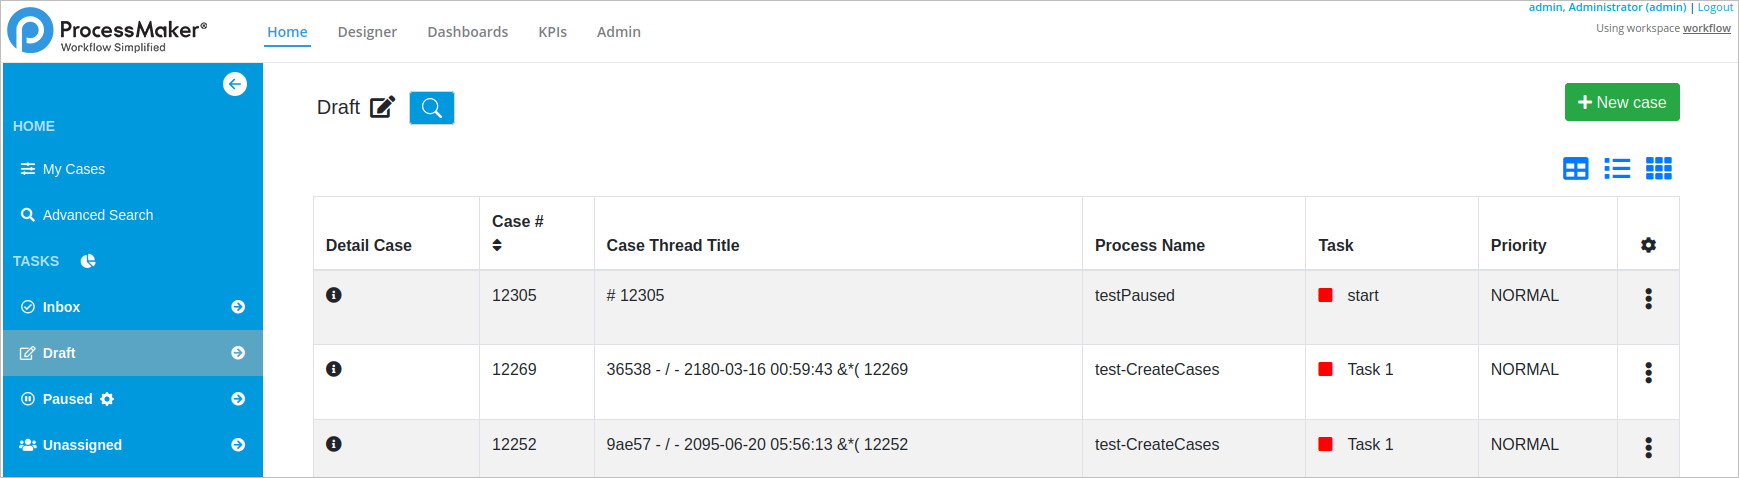 ProcessMaker®
Workflow Simplified
Home Designer Dashboards KPIs Admin
admin, Administrator (admin) | Logout
Using workspace workflow
HOME
My Cases
Advanced Search
TASKS
Inbox
Draft
Paused
Unassigned
Draft
New case
Detail Case Case # Case Thread Title Process Name Task Priority
12305 # 12305 testPaused start NORMAL
12269 36538 - / - 2180-03-16 00:59:43 &*( 12269 test-CreateCases Task 1 NORMAL
12252 9ae57 - / - 2095-06-20 05:56:13 &*( 12252 test-CreateCases Task 1 NORMAL